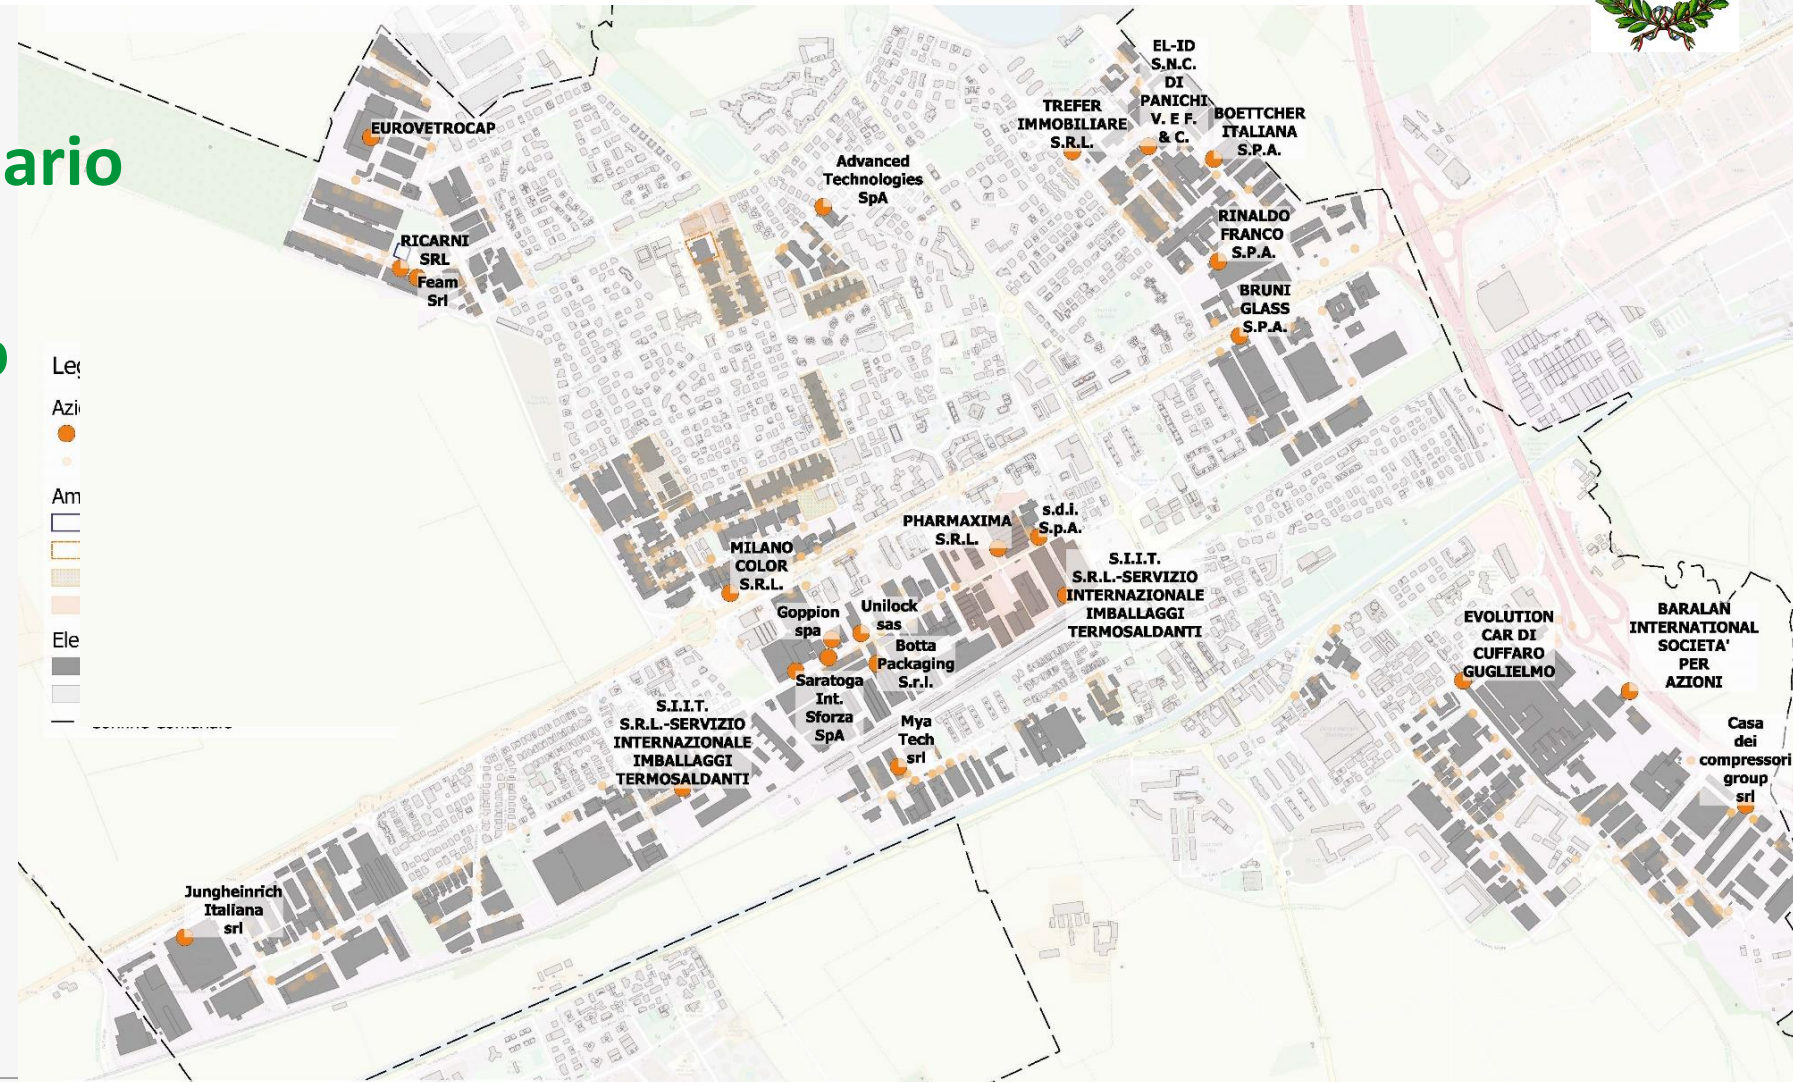 ario
EUROVETROCAP
RICARNI
SRL
Feam
Srl
Advanced
Technologies
SpA
TREFER
IMMOBILIARE
S.R.L.
EL-ID
S.N.C.
DI
PANICHI
V. E F.
& C.
BOETTCHER
ITALIANA
S.P.A.
RINALDO
FRANCO
S.P.A.
BRUNI
GLASS
S.P.A.
Azi
Am
Ele
PHARMAXIMA
S.R.L.
s.d.i.
S.p.A.
MILANO
COLOR
S.R.L.
S.I.I.T.
S.R.L.-SERVIZIO
INTERNAZIONALE
IMBALLAGGI
TERMOSALDANTI
Goppion
spa
Unilock
sas
Botta
Packaging
S.r.l.
Saratoga
Int.
Sforza
SpA
EVOLUTION
CAR DI
CUFFARO
GUGLIELMO
BARALAN
INTERNATIONAL
SOCIETA'
PER
AZIONI
S.I.I.T.
S.R.L.-SERVIZIO
INTERNAZIONALE
IMBALLAGGI
TERMOSALDANTI
Mya
Tech
srl
Casa
dei
compressori
group
srl
Jungheinrich
Italiana
srl